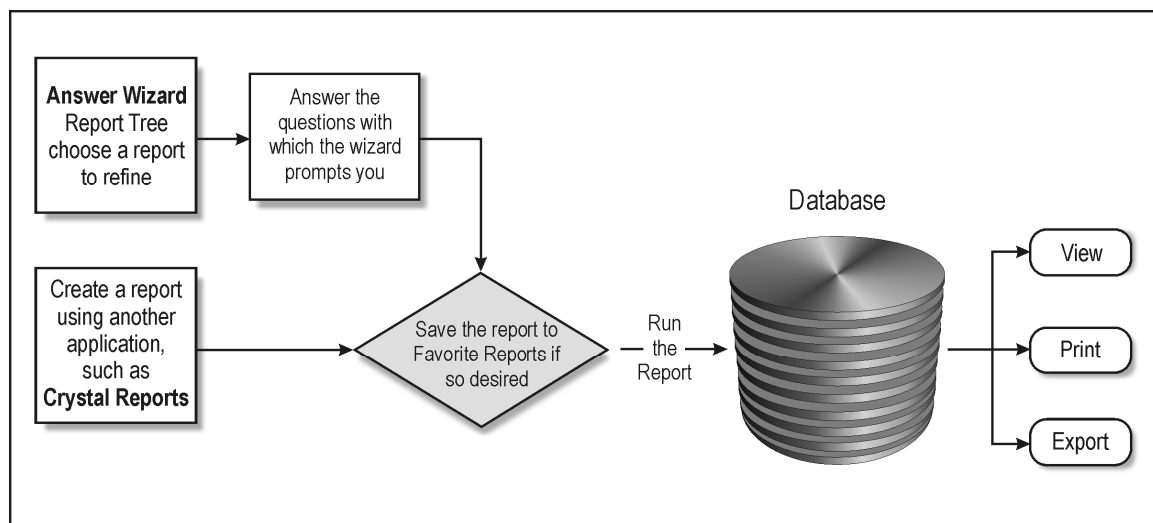 Answer Wizard
Report Tree
choose a report
to refine
Answer the
questions with
which the wizard
prompts you
Create a report
using another
application,
such as
Crystal Reports
Save the report to
Favorite Reports if
so desired
Run
the
Report
Database
View
Print
Export